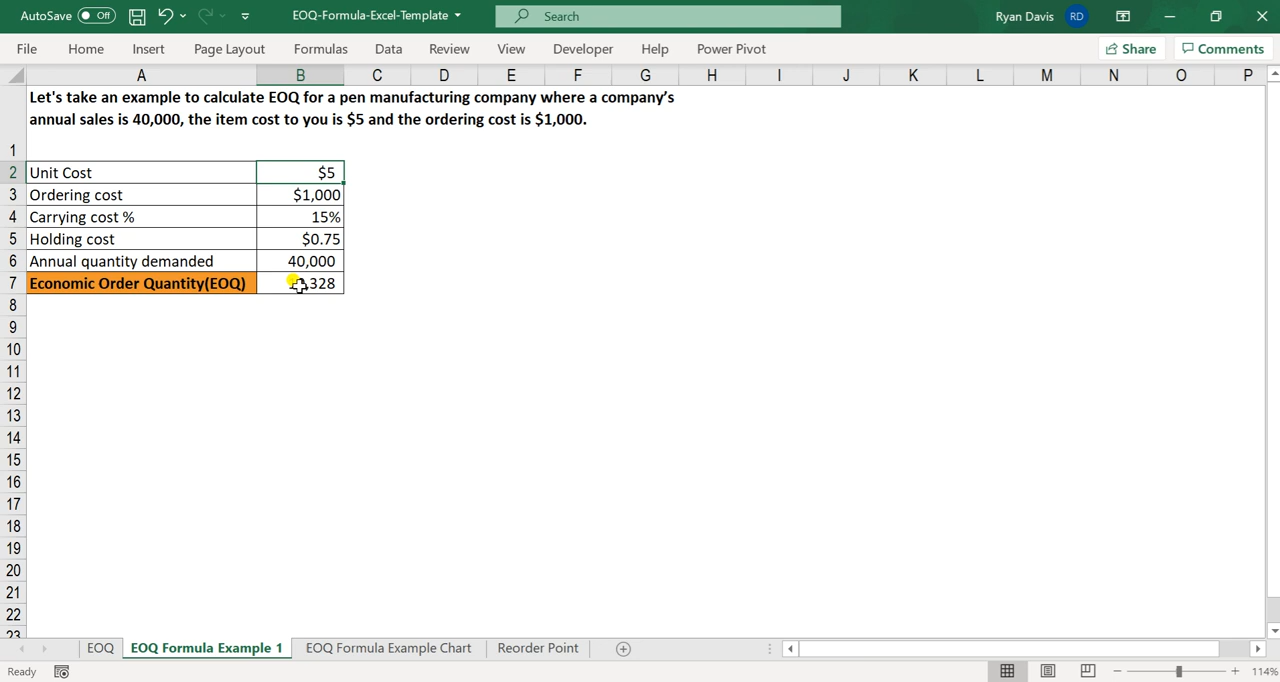 AutoSave Off EOQ-Formula-Excel-Template Search Ryan Davis RD
File Home Insert Page Layout Formulas Data Review View Developer Help Power Pivot Share Comments
A B C D E F G H I J K L M N O P
Let's take an example to calculate EOQ for a pen manufacturing company where a company’s
annual sales is 40,000, the item cost to you is $5 and the ordering cost is $1,000.
1
2 Unit Cost $5
3 Ordering cost $1,000
4 Carrying cost % 15%
5 Holding cost $0.75
6 Annual quantity demanded 40,000
7 Economic Order Quantity(EOQ)
8
9
10
11
12
13
14
15
16
17
18
19
20
21
22
23
EOQ EOQ Formula Example 1 EOQ Formula Example Chart Reorder Point
Ready 114%